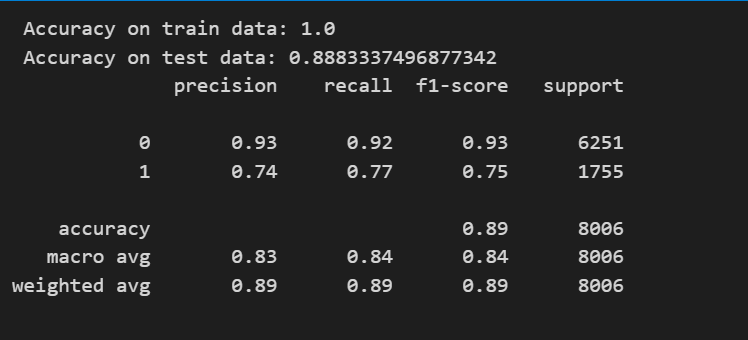 Accuracy on train data: 1.0
Accuracy on test data: 0.8883337496877342
precision recall f1-score support
0 0.93 0.92 0.93 6251
1 0.74 0.77 0.75 1755
accuracy 0.89 8006
macro avg 0.83 0.84 0.84 8006
weighted avg 0.89 0.89 0.89 8006